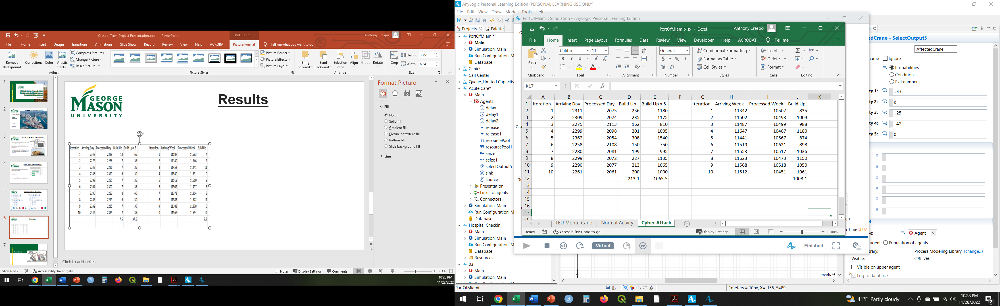 Crespo_Term_Project Presentation.pptx - PowerPoint
Picture Tools
Anthony Crespo
File Home Insert Design Transitions Animations Slide Show Record Review View Help ACROBAT Picture Format Tell me what you want to do
Remove Background
Corrections
Color
Artistic Effects
Compress Pictures
Change Picture
Reset Picture
Adjust
Picture Styles
Picture Border
Picture Effects
Picture Layout
Bring Forward
Send Backward
Selection Pane
Align
Group
Rotate
Arrange
Crop
Height: 3.75"
Width: 6.24"
Size
1
2
Presentation Agenda
3
Study Goal and Definitions
4
Data And Methodology
5
Comparative Models
6
Results
7
Questions?
GEORGE
MASON
UNIVERSITY
Results
Iteration Arriving Day Processed Day Build Up Build Up x 5 Iteration Arriving Week Processed Week Build Up
1 2342 2329 13 65 1 11587 11583 4
2 2273 2266 7 35 2 11349 11346 3
3 2243 2236 7 35 3 11452 11441 11
4 2335 2329 6 30 4 11540 11531 9
5 2292 2285 7 35 5 11519 11510 9
6 2307 2300 7 35 6 11502 11497 5
7 2290 2282 8 40 7 11372 11364 8
8 2285 2279 6 30 8 11583 11572 11
9 2242 2235 7 35 9 11383 11378 5
10 2342 2335 7 35 10 11566 11554 12
7.5 37.5 7.7
Format Picture
Fill
No fill
Solid fill
Gradient fill
Picture or texture fill
Pattern fill
Slide background fill
Line
Click to add notes
Slide 6 of 7 Accessibility: Investigate
Notes Display Settings Comments 83%
10:28 PM
11/28/2022
AnyLogic Personal Learning Edition [PERSONAL LEARNING USE ONLY]
File Edit View Draw Model Tools Help
Projects Palette
PortOfMiami*
Main
Simulation: Main
Run Configuration: M
Database
Clinic*
Call Center
Queue_Limited Capacity
Acute Care*
Main
Agents
delay
delay1
delay2
release
release1
resourcePool
resourcePool1
seize
seize1
selectOutput5
sink
source
Presentation
Links to agents
Connectors
Simulation: Main
Run Configuration: M
Database
Hospital Checkin
Main
Simulation: Main
Run Configuration: M
Database
Resources
03
Main
Simulation: Main
PortOfMiami
PortOfMiami : Simulation - AnyLogic Personal Learning Edition
PortOfMiami.xlsx - Excel
Anthony Crespo
File Home Insert Page Layout Formulas Data Review View Developer Help ACROBAT Tell me
Paste
Clipboard
Calibri 11
B I U
Font
Alignment
General
$ % ,
Number
Conditional Formatting
Format as Table
Cell Styles
Styles
Insert
Delete
Format
Cells
Editing
K17 fx
A B C D E F G H I J K
1 Iteration Arriving Day Processed Day Build Up Build Up x 5 Iteration Arriving Week Processed Week Build Up
2 1 2311 2075 236 1180 1 11342 10507 835
3 2 2309 2074 235 1175 2 11502 10493 1009
4 3 2275 2113 162 810 3 11487 10499 988
5 4 2299 2098 201 1005 4 11647 10467 1180
6 5 2362 2054 308 1540 5 11441 10567 874
7 6 2258 2108 150 750 6 11519 10621 898
8 7 2280 2081 199 995 7 11553 10517 1036
9 8 2299 2072 227 1135 8 11623 10473 1150
10 9 2290 2077 213 1065 9 11568 10518 1050
11 10 2261 2061 200 1000 10 11512 10451 1061
12 213.1 1065.5 1008.1
13
14
15
16
17
18
TEU Monte Carlo Normal Actvity Cyber Attack
Ready Accessibility: Good to go Display Settings 100%
Virtual
Finished
Levels
1meters = 10px, X=-156, Y=89
edCrane - SelectOutput5
AffectedCrane
name Ignore
Probabilities
Conditions
Exit number
ty 1: .33
ty 2: 0
ty 3: .25
ty 4: .42
ty 5: 0
0.1
n Time 0.07
Agent
agent Population of agents
rary: Process Modeling Library (change...)
Visible: yes
Visible on upper agent
Log to database
41°F Partly cloudy
10:28 PM
11/28/2022
2